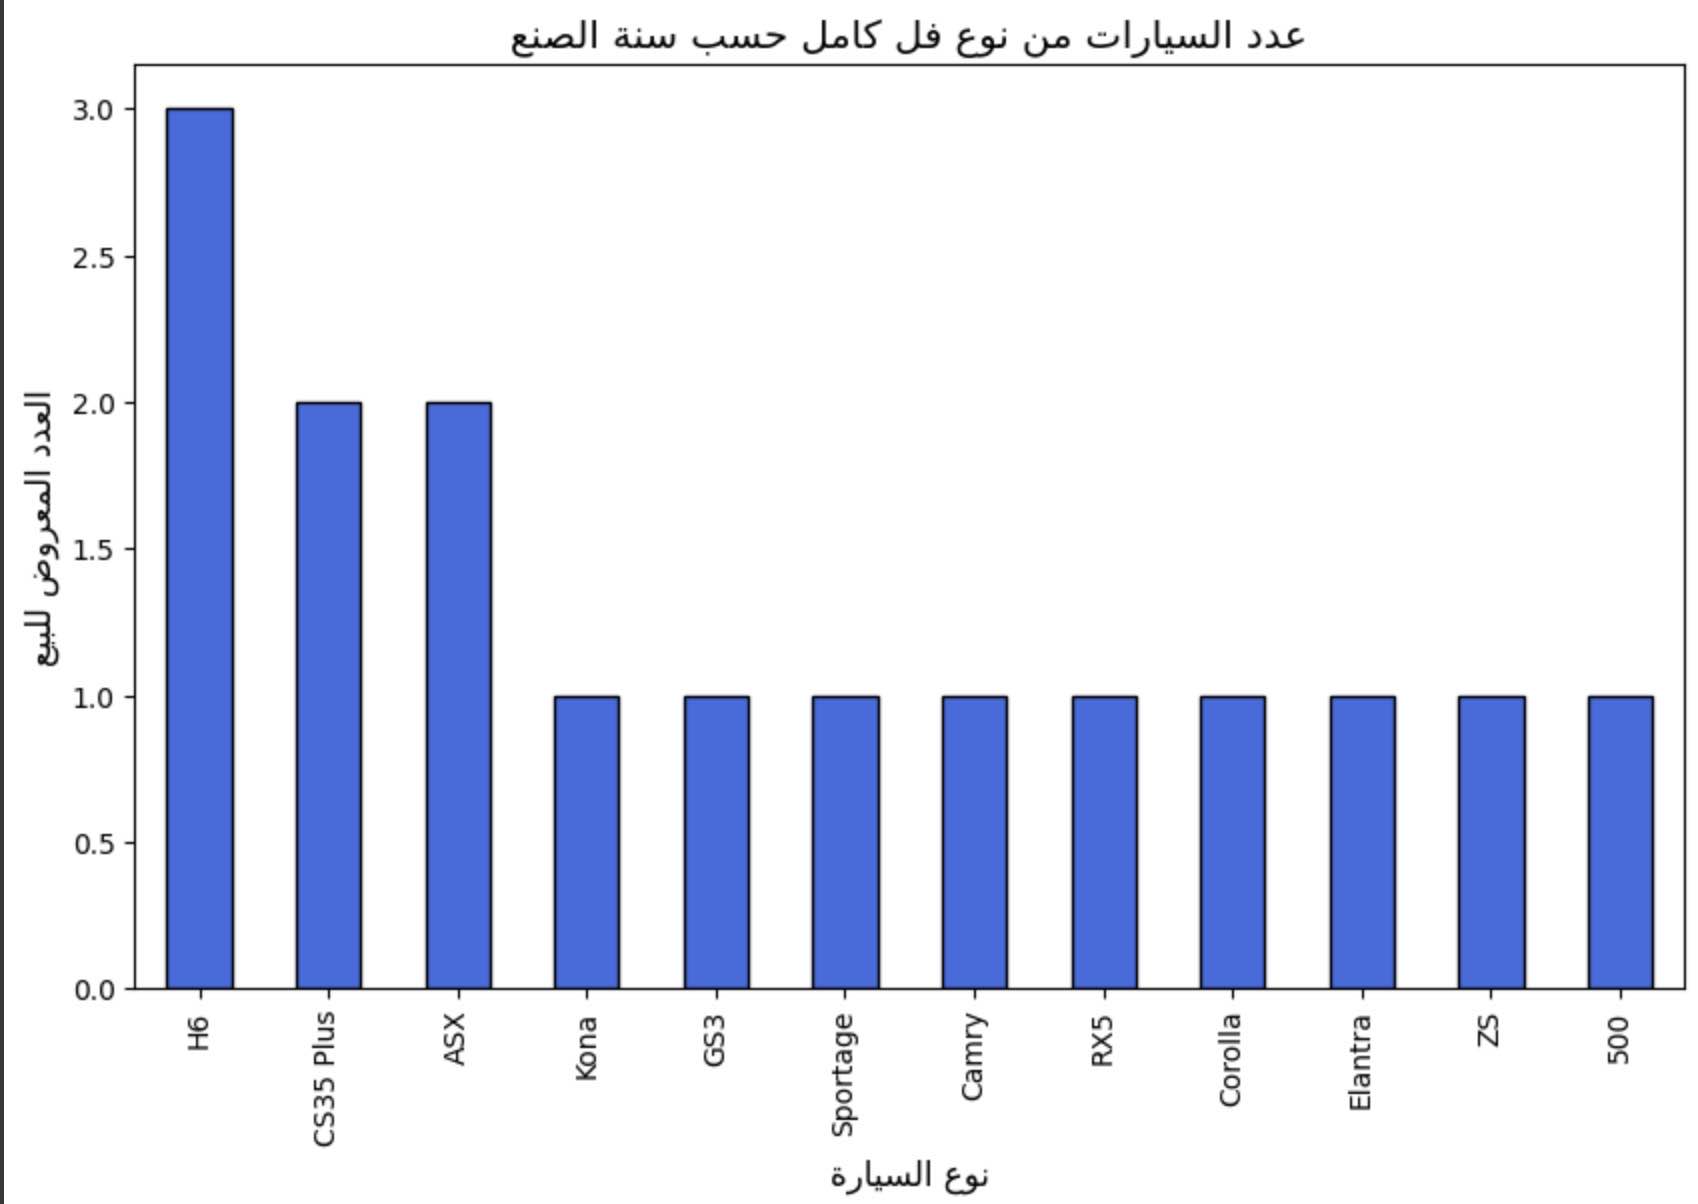 عدد السيارات من نوع فل كامل حسب سنة الصنع
العدد المعروض للبيع
3.0
2.5
2.0
1.5
1.0
0.5
0.0
H6
CS35 Plus
ASX
Kona
GS3
Sportage
Camry
RX5
Corolla
Elantra
ZS
500
نوع السيارة